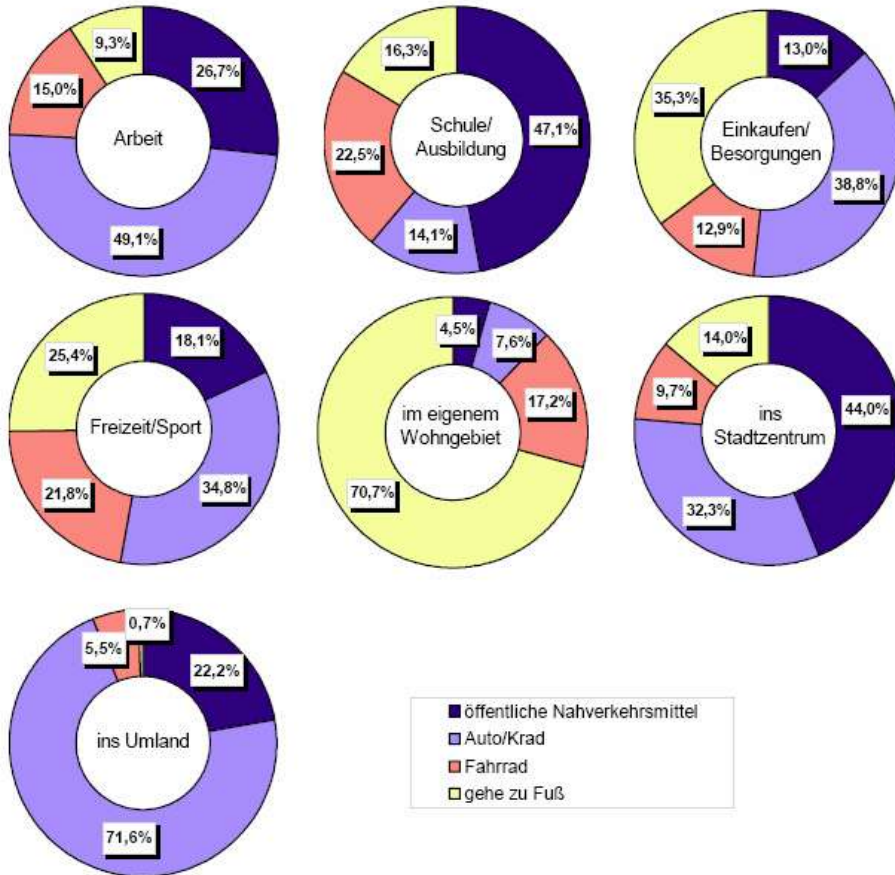 9,3%
26,7%
15,0%
Arbeit
49,1%
16,3%
47,1%
22,5%
Schule/
Ausbildung
14,1%
13,0%
35,3%
Einkaufen/
Besorgungen
38,8%
12,9%
25,4%
18,1%
Freizeit/Sport
21,8%
34,8%
4,5%
7,6%
17,2%
im eigenem
Wohngebiet
70,7%
14,0%
9,7%
44,0%
ins
Stadtzentrum
32,3%
0,7%
5,5%
22,2%
ins Umland
71,6%
öffentliche Nahverkehrsmittel
Auto/Krad
Fahrrad
gehe zu Fuß